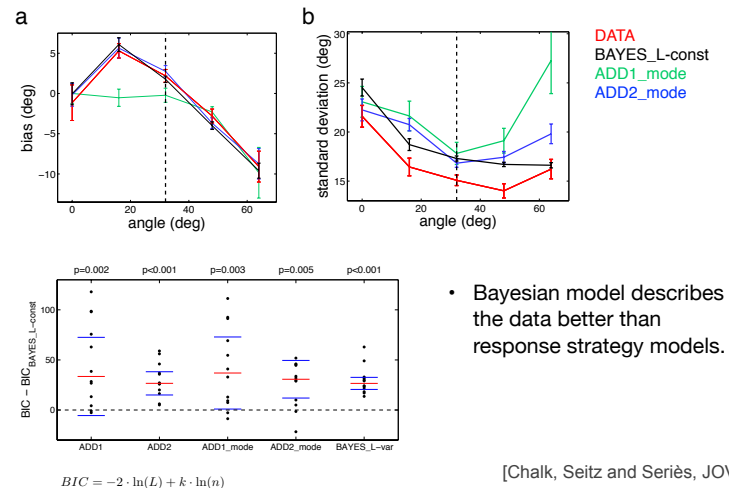 a
b
bias (deg)
5
0
−5
−10
0
20
40
60
angle (deg)
standard deviation (deg)
30
25
20
15
0
20
40
60
angle (deg)
DATA
BAYES_L-const
ADD1_mode
ADD2_mode
p=0.002 p<0.001 p=0.003 p=0.005 p<0.001
BIC − BIC BAYES_L−const
100
50
0
ADD1 ADD2 ADD1_mode ADD2_mode BAYES_L−var
BIC = −2 · ln(L) + k · ln(n)
• Bayesian model describes
the data better than
response strategy models.
[Chalk, Seitz and Seriès, JOV